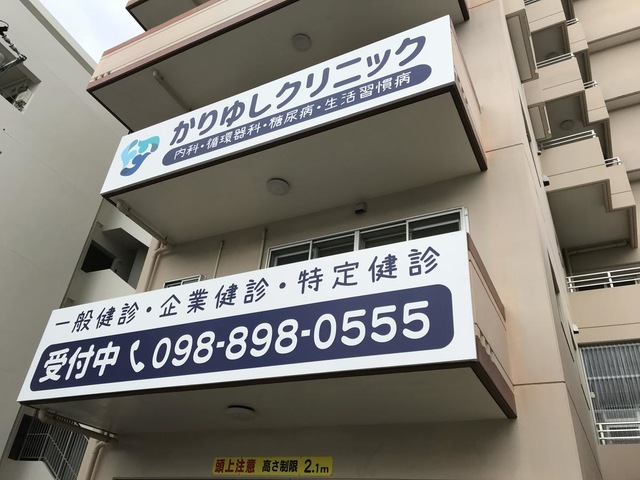 かりゆしクリニック
内科・循環器科・糖尿病・生活習慣病
一般健診・企業健診・特定健診
受付中 098-898-0555
頭上注意 高さ制限 2.1m